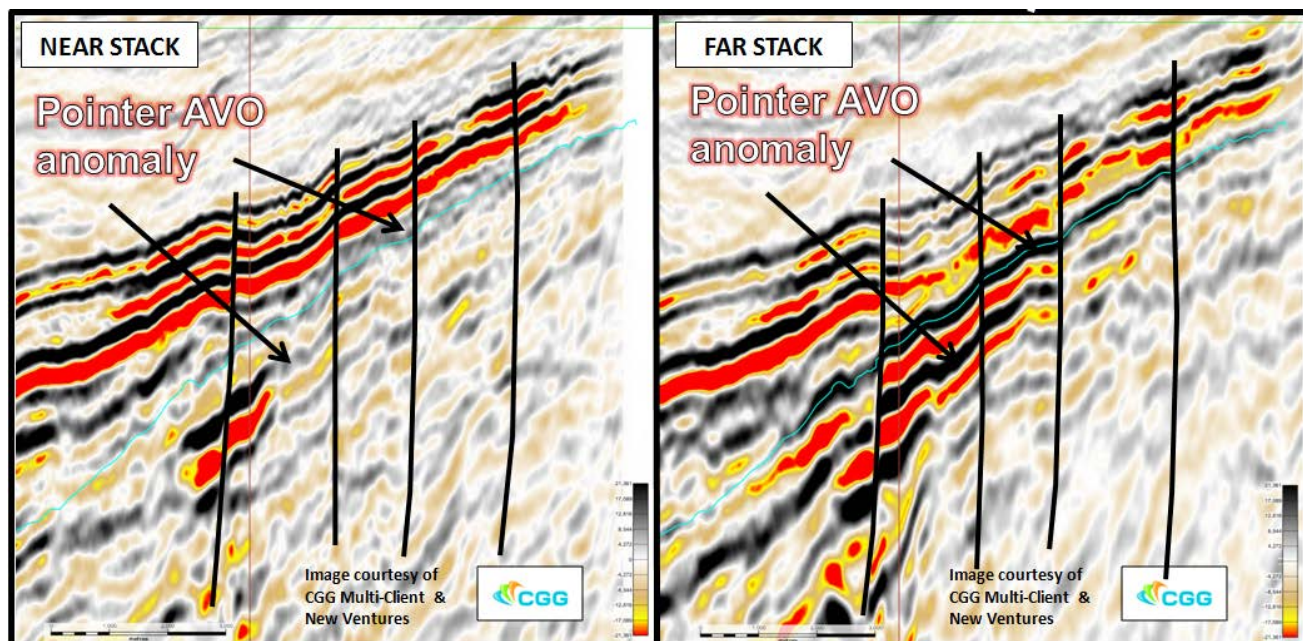 NEAR STACK
Pointer AVO
anomaly
Image courtesy of
CGG Multi-Client &
New Ventures
CGG
FAR STACK
Pointer AVO
anomaly
Image courtesy of
CGG Multi-Client &
New Ventures
CGG